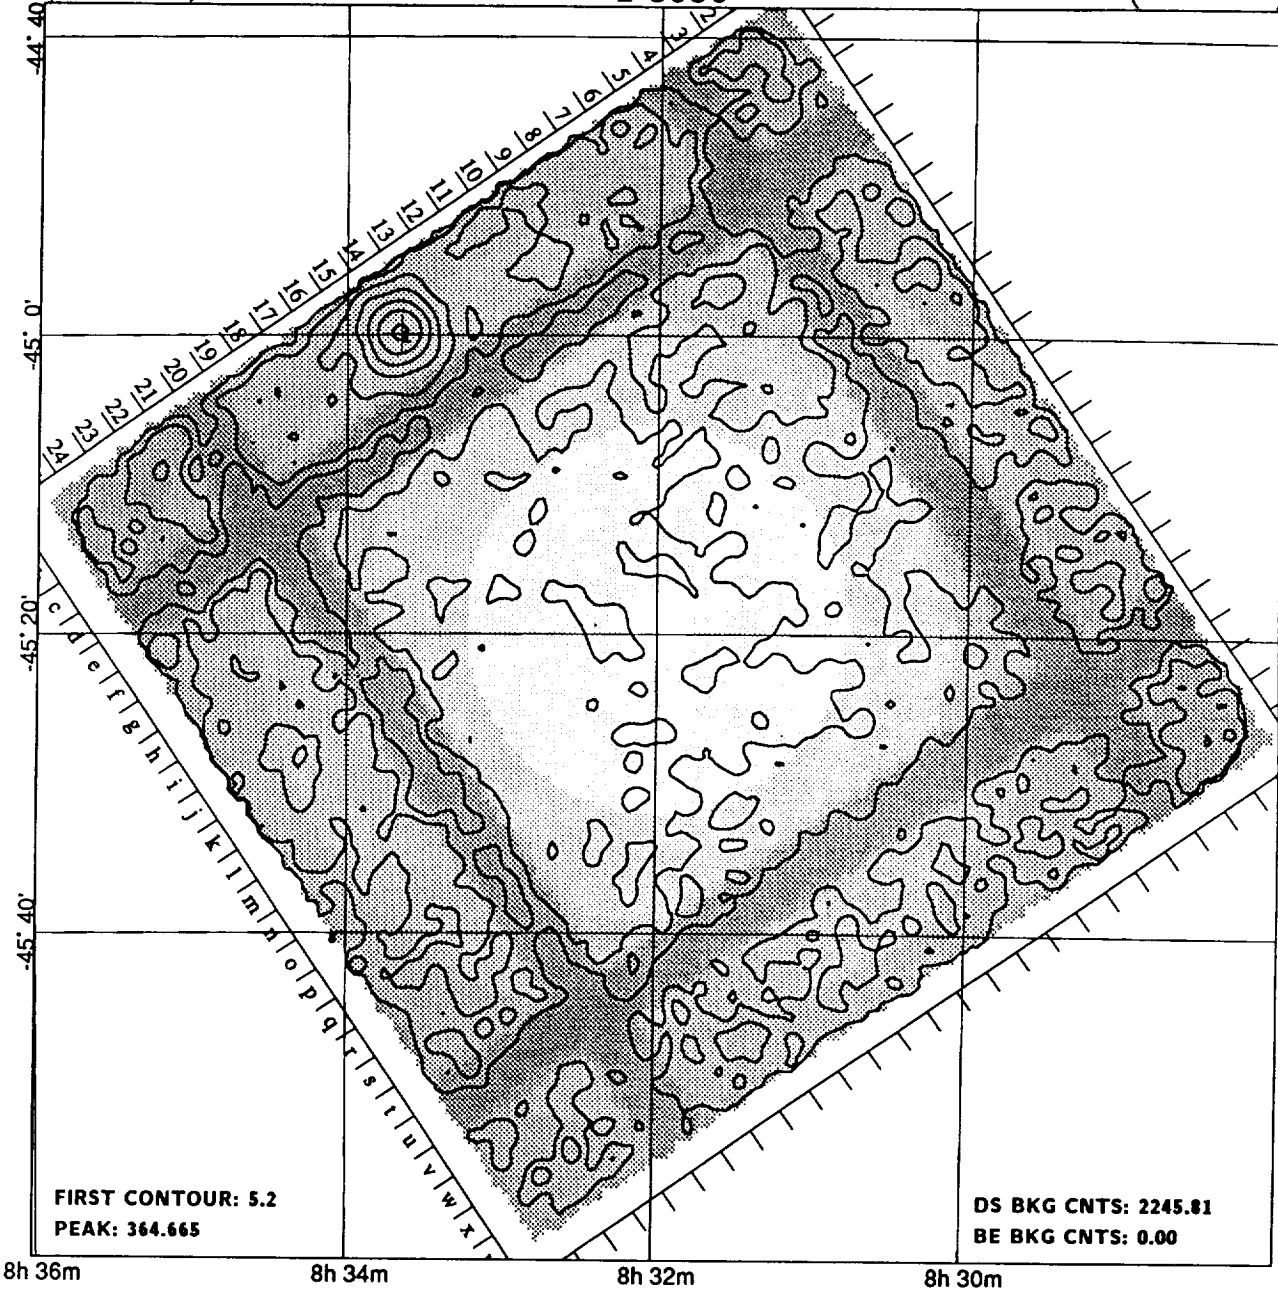 -44° 40
-45° 0'
-45° 20'
-45° 40'
2
3
4
5
6
7
8
9
10
11
12
13
14
15
16
17
18
19
20
21
22
23
24
c
d
e
f
g
h
i
j
k
l
m
n
o
p
q
r
s
t
u
v
w
x
FIRST CONTOUR: 5.2
PEAK: 364.665
DS BKG CNTS: 2245.81
BE BKG CNTS: 0.00
8h 36m
8h 34m
8h 32m
8h 30m